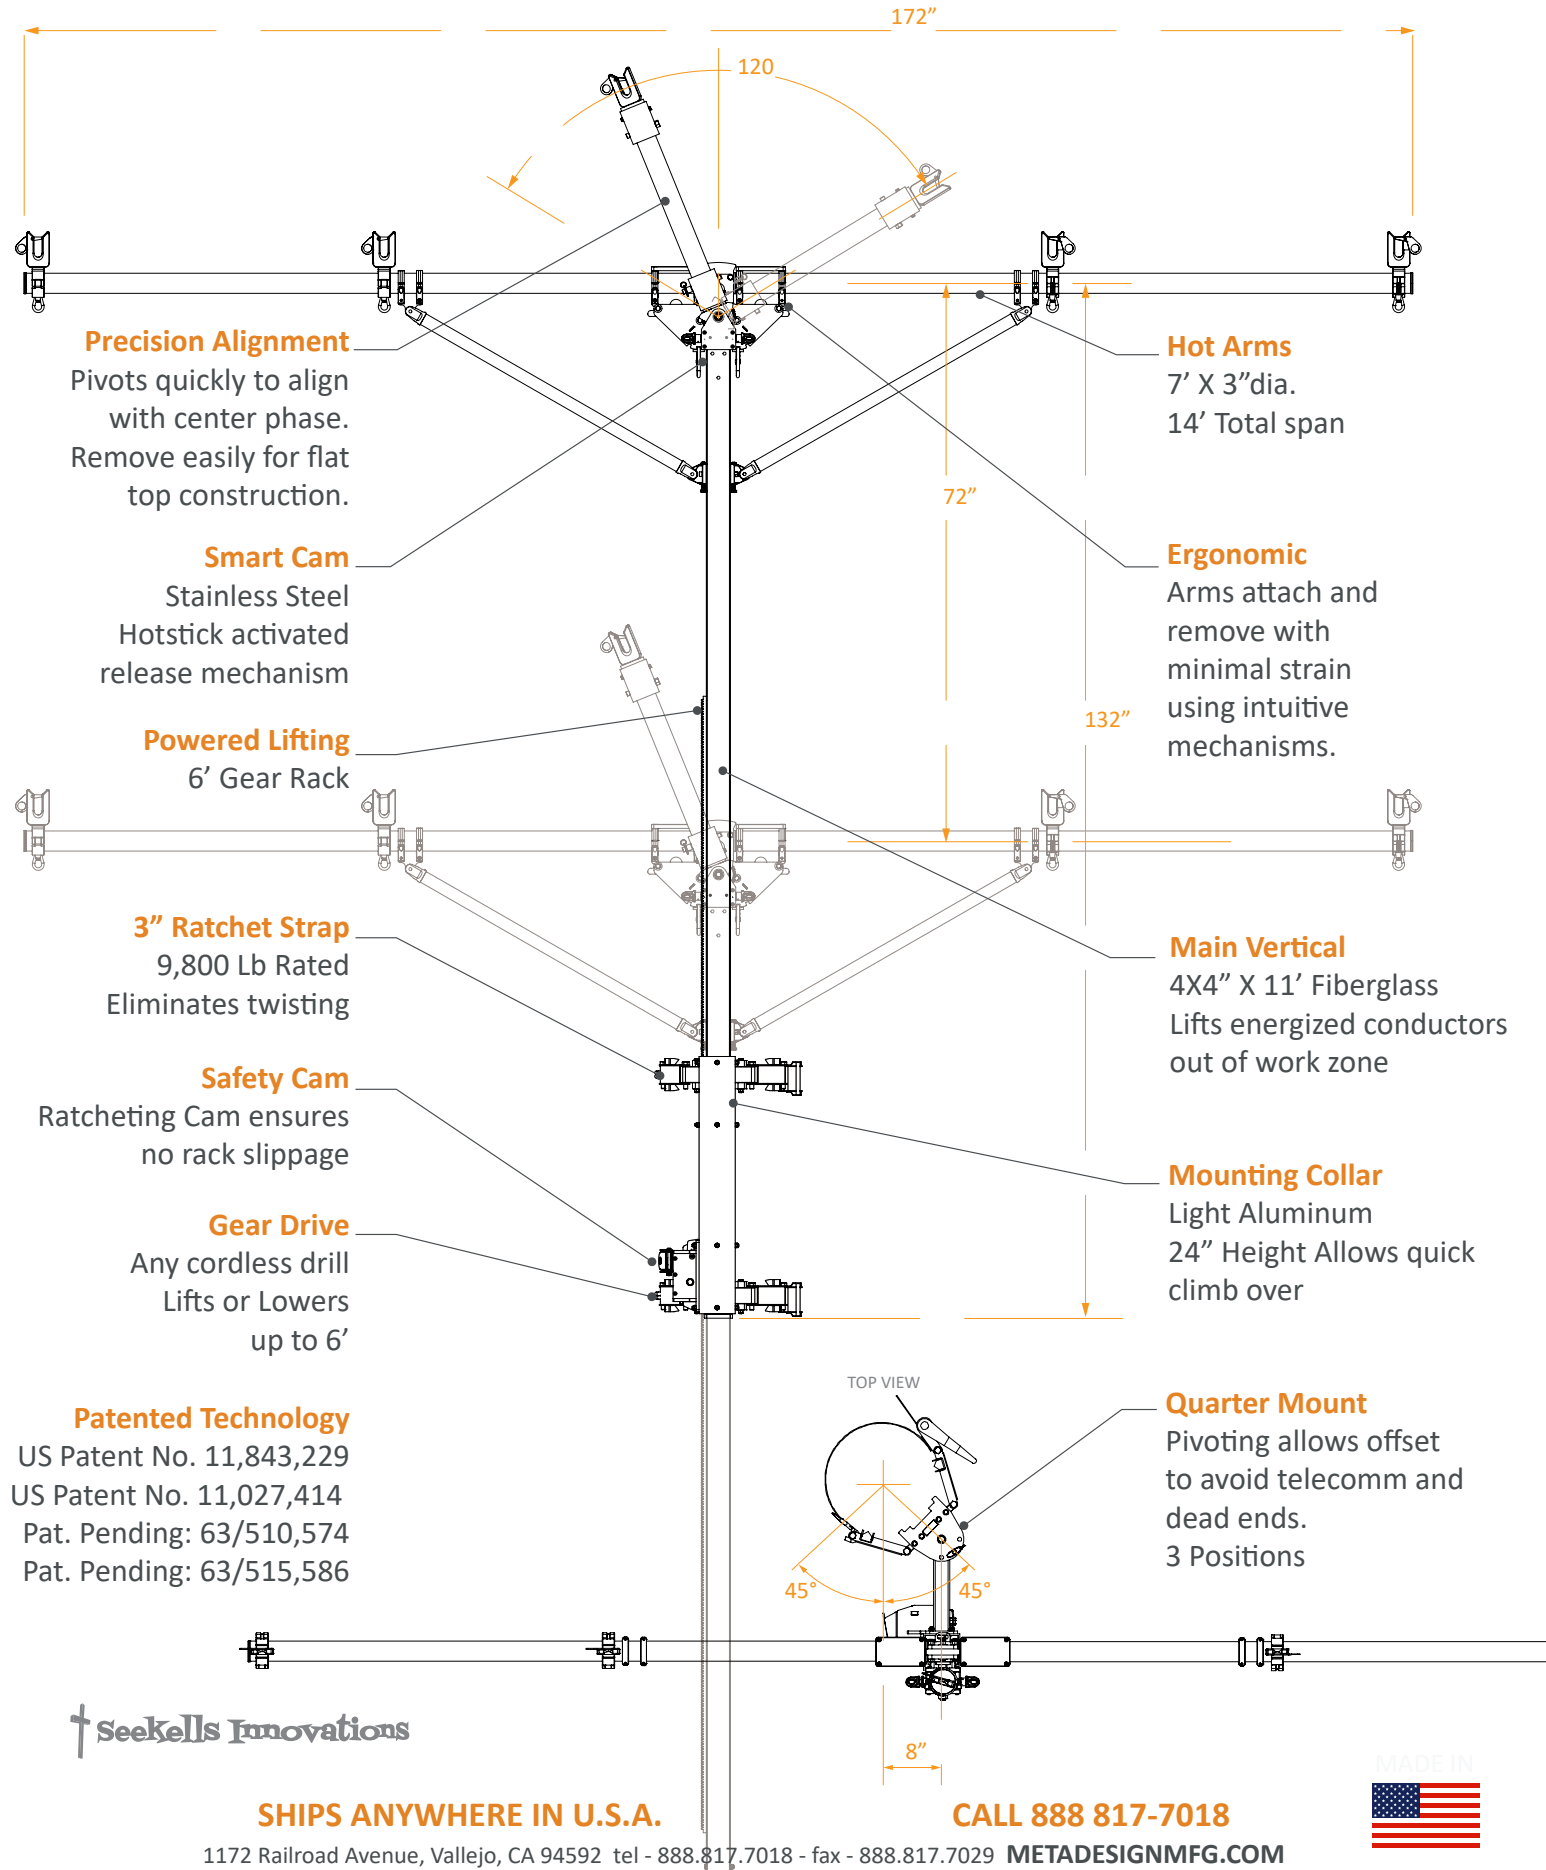 172”
120
Precision Alignment
Pivots quickly to align
with center phase.
Remove easily for flat
top construction.
Smart Cam
Stainless Steel
Hotstick activated
release mechanism
Powered Lifting
6’ Gear Rack
3” Ratchet Strap
9,800 Lb Rated
Eliminates twisting
Safety Cam
Ratcheting Cam ensures
no rack slippage
Gear Drive
Any cordless drill
Lifts or Lowers
up to 6’
Patented Technology
US Patent No. 11,843,229
US Patent No. 11,027,414
Pat. Pending: 63/510,574
Pat. Pending: 63/515,586
72”
132”
Hot Arms
7’ X 3”dia.
14’ Total span
Ergonomic
Arms attach and
remove with
minimal strain
using intuitive
mechanisms.
Main Vertical
4X4” X 11’ Fiberglass
Lifts energized conductors
out of work zone
Mounting Collar
Light Aluminum
24” Height Allows quick
climb over
TOP VIEW
Quarter Mount
Pivoting allows offset
to avoid telecomm and
dead ends.
3 Positions
45°
45°
8”
Seekells Innovations
MADE IN
SHIPS ANYWHERE IN U.S.A.
CALL 888 817-7018
1172 Railroad Avenue, Vallejo, CA 94592 tel - 888.817.7018 - fax - 888.817.7029 METADESIGNMFG.COM